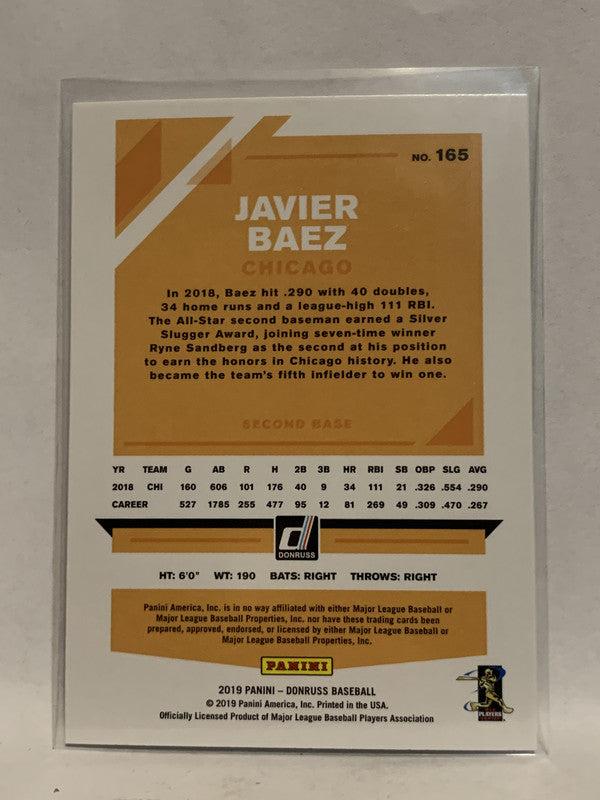 NO. 165
JAVIER
BAEZ
CHICAGO
In 2018, Baez hit .290 with 40 doubles,
34 home runs and a league-high 111 RBI.
The All-Star second baseman earned a Silver
Slugger Award, joining seven-time winner
Ryne Sandberg as the second at his position
to earn the honors in Chicago history. He also
became the team's fifth infielder to win one.
SECOND BASE
YR TEAM G AB R H 2B 3B HR RBI SB OBP SLG AVG
2018 CHI 160 606 101 176 40 9 34 111 21 .326 .554 .290
CAREER 527 1785 255 477 95 12 81 269 49 .309 .470 .267
d
DONRUSS
HT: 6'0" WT: 190 BATS: RIGHT THROWS: RIGHT
Panini America, Inc. is in no way affiliated with either Major League Baseball or
Major League Baseball Properties, Inc. nor have these trading cards been
prepared, approved, endorsed, or licensed by either Major League Baseball or
Major League Baseball Properties, Inc.
PANINI
2019 PANINI – DONRUSS BASEBALL
© 2019 Panini America, Inc. Printed in the USA.
Officially Licensed Product of Major League Baseball Players Association
PLAYERS